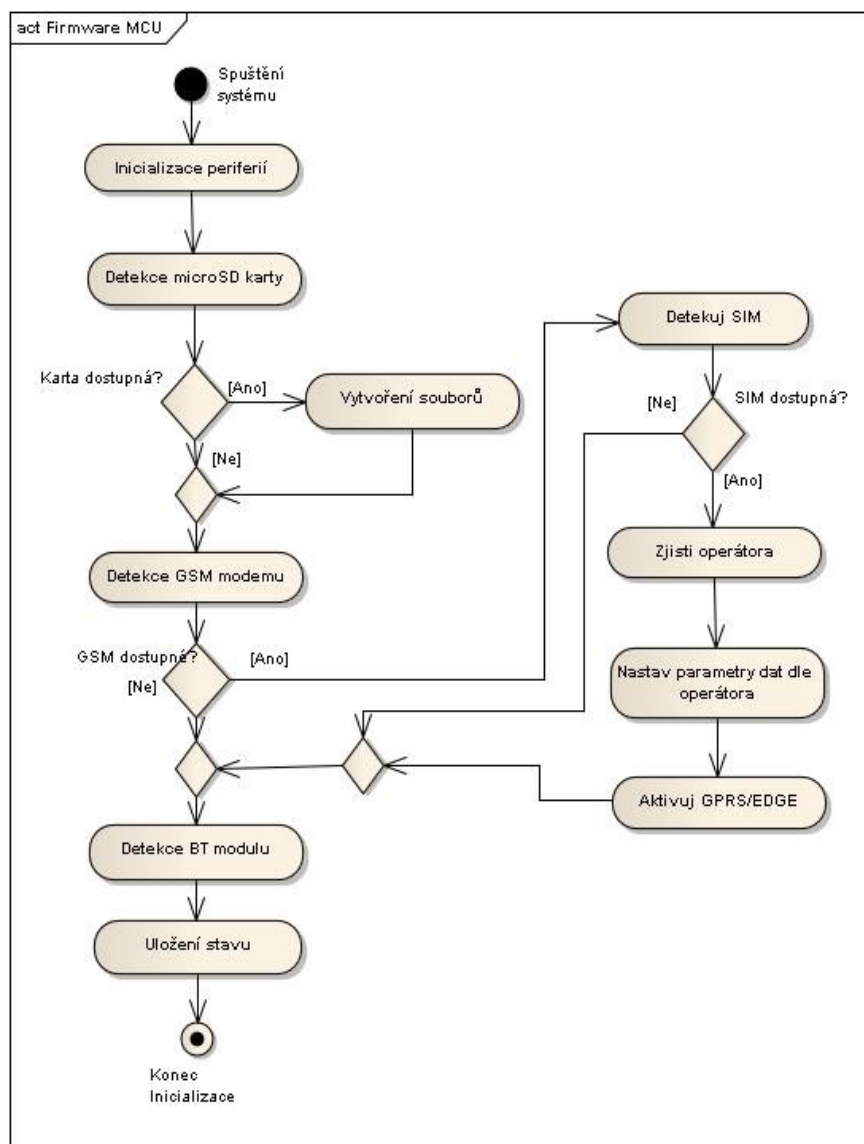 act Firmware MCU
Spuštění
systému
Inicializace periferií
Detekce microSD karty
Karta dostupná?
[Ano]
Vytvoření souborů
[Ne]
Detekce GSM modemu
GSM dostupné?
[Ano]
[Ne]
Detekuj SIM
[Ne]
SIM dostupná?
[Ano]
Zjisti operátora
Nastav parametry dat dle
operátora
Aktivuj GPRS/EDGE
Detekce BT modulu
Uložení stavu
Konec
Inicializace